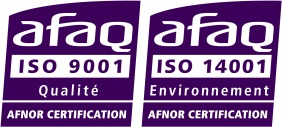 afaq
ISO 9001
Qualité
AFNOR CERTIFICATION
afaq
ISO 14001
Environnement
AFNOR CERTIFICATION